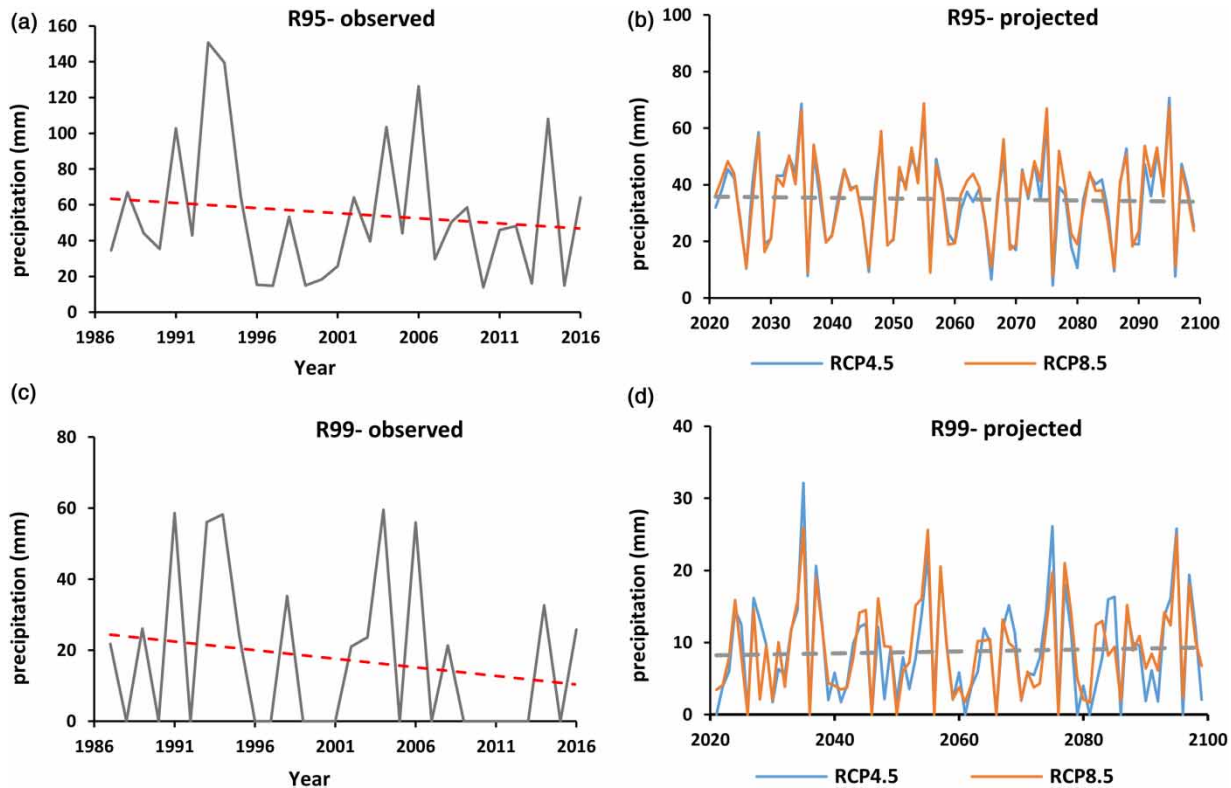 (a)
R95- observed
precipitation (mm)
160
140
120
100
80
60
40
20
0
1986 1991 1996 2001 2006 2011 2016
Year
(b)
R95- projected
precipitation (mm)
100
80
60
40
20
0
2020 2030 2040 2050 2060 2070 2080 2090 2100
RCP4.5 RCP8.5
(c)
R99- observed
precipitation (mm)
80
60
40
20
0
1986 1991 1996 2001 2006 2011 2016
Year
(d)
R99- projected
precipitation (mm)
40
30
20
10
0
2020 2040 2060 2080 2100
RCP4.5 RCP8.5